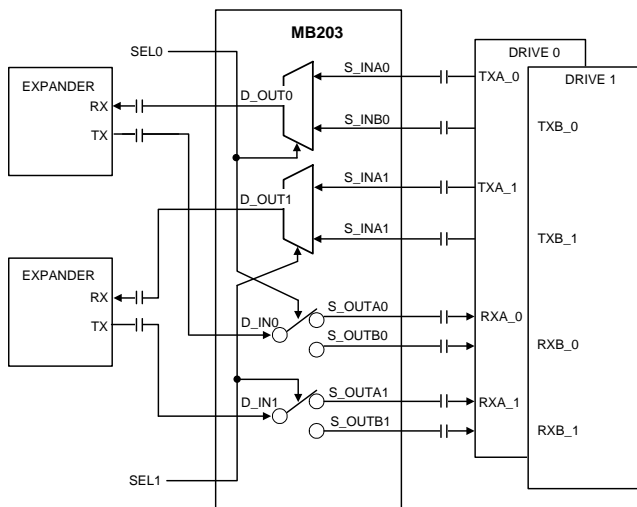 MB203
SEL0
DRIVE 0
S_INA0
DRIVE 1
EXPANDER
TXA_0
D_OUT0
RX
S_INB0
TXB_0
TX
S_INA1
TXA_1
D_OUT1
S_INA1
TXB_1
EXPANDER
RX
S_OUTA0
RXA_0
TX
D_IN0
S_OUTB0
RXB_0
S_OUTA1
RXA_1
D_IN1
S_OUTB1
RXB_1
SEL1